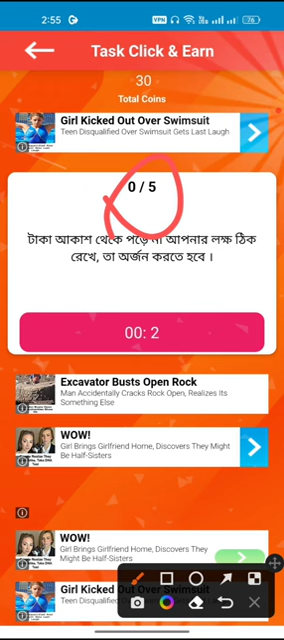 2:55
VPN
76
Task Click & Earn
30
Total Coins
Girl Kicked Out Over Swimsuit
Teen Disqualified Over Swimsuit Gets Last Laugh
0 / 5
টাকা আকাশ থেকে পড়ে না আপনার লক্ষ ঠিক
রেখে, তা অর্জন করতে হবে ।
00: 2
Excavator Busts Open Rock
Man Accidentally Cracks Rock Open, Realizes Its
Something Else
WOW!
Girl Brings Girlfriend Home, Discovers They Might
Be Half-Sisters
WOW!
Girl Brings Girlfriend Home, Discovers They
Might Be Half-Sisters
Girl Kicked Out Over Swimsuit
Teen Disq